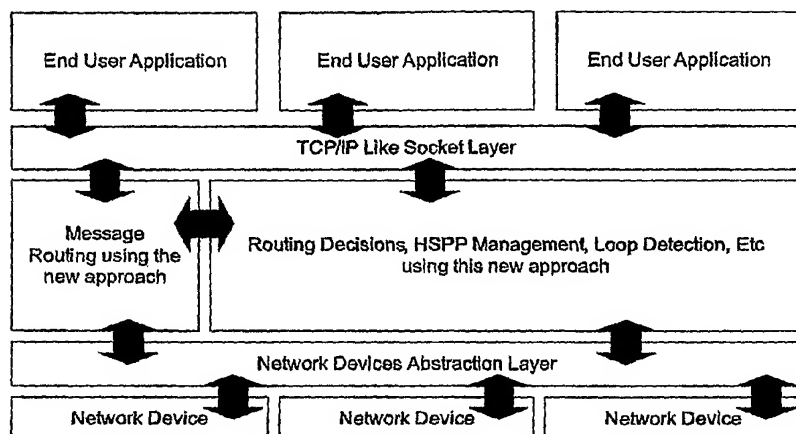 End User Application
End User Application
End User Application
TCP/IP Like Socket Layer
Message
Routing using the
new approach
Routing Decisions, HSPP Management, Loop Detection, Etc
using this new approach
Network Devices Abstraction Layer
Network Device
Network Device
Network Device